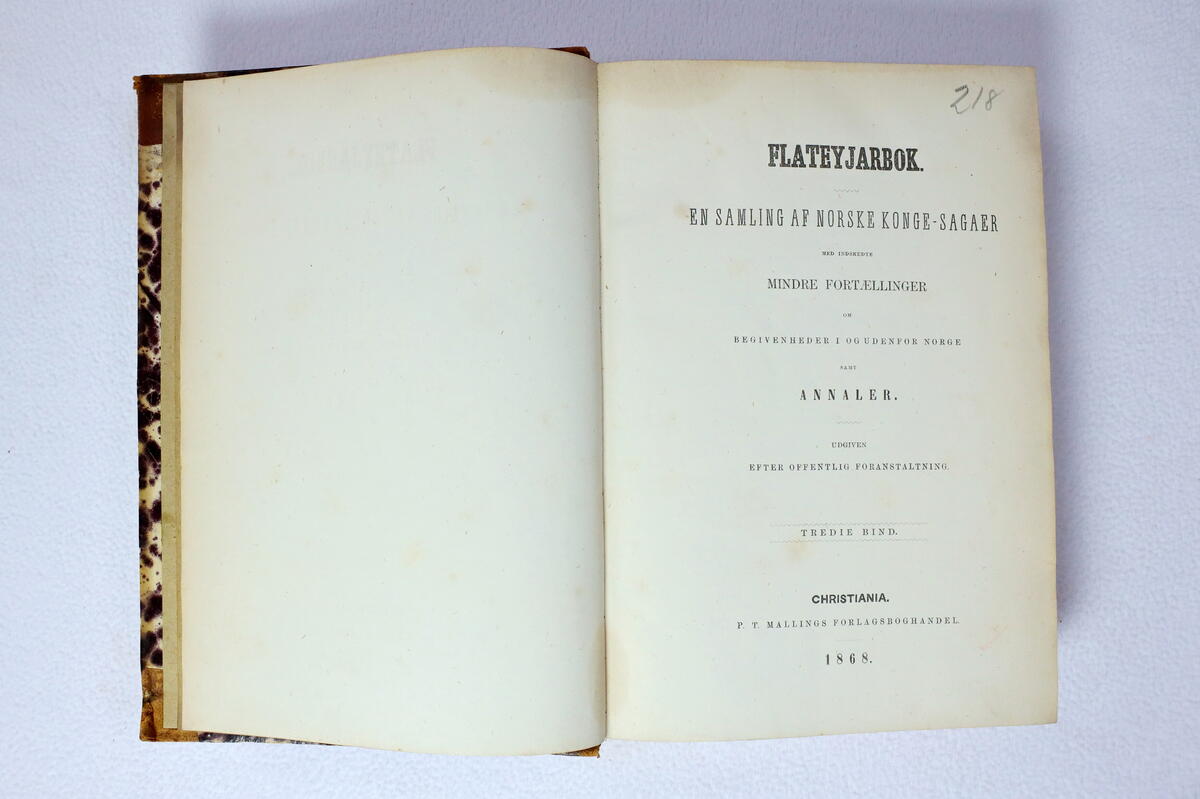 218
FLATEYJARBOK.
EN SAMLING AF NORSKE KONGE-SAGAER
MED INDSKUDTE
MINDRE FORTÆLLINGER
OM
BEGIVENHEDER I OG UDENFOR NORGE
SAMT
ANNALER.
UDGIVEN
EFTER OFFENTLIG FORANSTALTNING.
TREDIE BIND.
CHRISTIANIA.
P. T. MALLINGS FORLAGSBOGHANDEL.
1868.